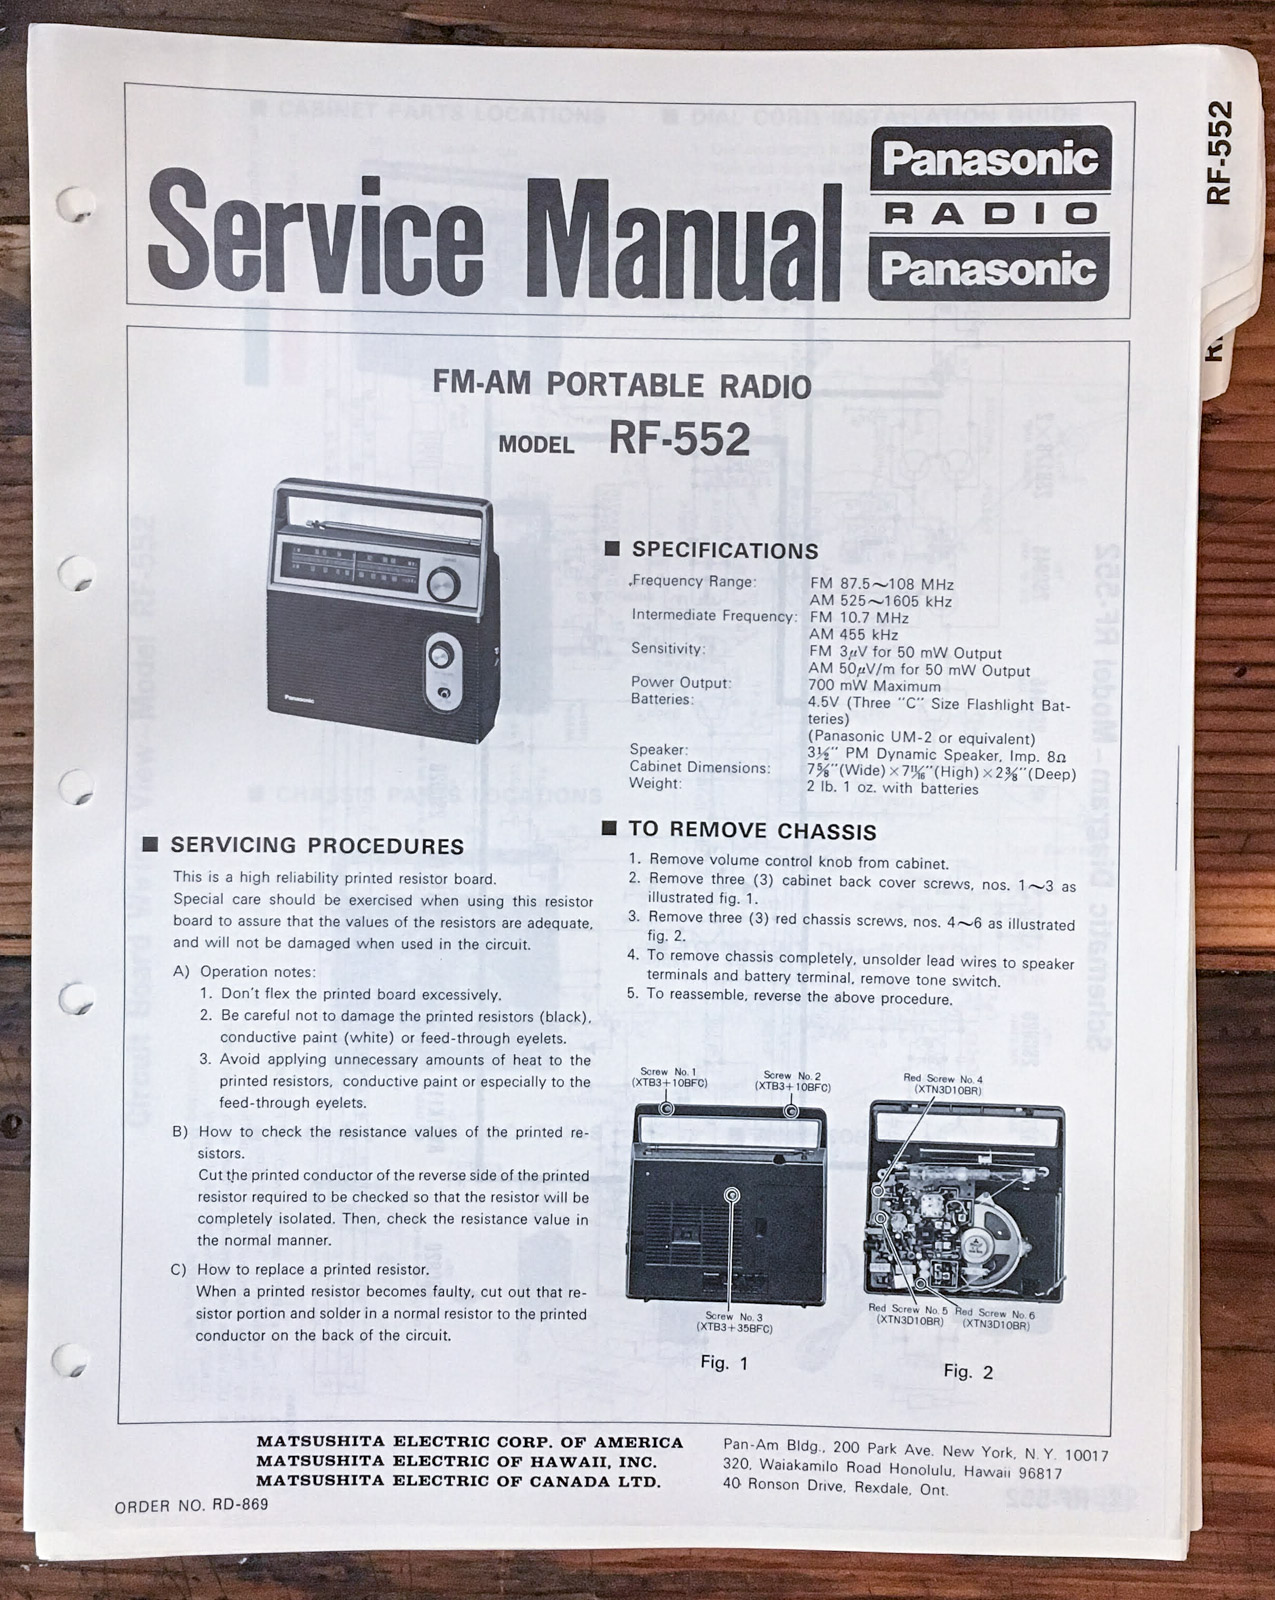 Service Manual
Panasonic
RADIO
Panasonic
RF-552
FM-AM PORTABLE RADIO
MODEL RF-552
Panasonic
■ SPECIFICATIONS
Frequency Range: FM 87.5~108 MHz
AM 525~1605 kHz
Intermediate Frequency: FM 10.7 MHz
AM 455 kHz
Sensitivity: FM 3μV for 50 mW Output
AM 50μV/m for 50 mW Output
Power Output: 700 mW Maximum
Batteries: 4.5V (Three "C" Size Flashlight Bat-
teries)
(Panasonic UM-2 or equivalent)
Speaker: 3½" PM Dynamic Speaker, Imp. 8Ω
Cabinet Dimensions: 7⅝"(Wide)×7¹¹⁄₁₆"(High)×2⅜"(Deep)
Weight: 2 lb. 1 oz. with batteries
■ SERVICING PROCEDURES
This is a high reliability printed resistor board.
Special care should be exercised when using this resistor
board to assure that the values of the resistors are adequate,
and will not be damaged when used in the circuit.
A) Operation notes:
1. Don't flex the printed board excessively.
2. Be careful not to damage the printed resistors (black),
conductive paint (white) or feed-through eyelets.
3. Avoid applying unnecessary amounts of heat to the
printed resistors, conductive paint or especially to the
feed-through eyelets.
B) How to check the resistance values of the printed re-
sistors.
Cut the printed conductor of the reverse side of the printed
resistor required to be checked so that the resistor will be
completely isolated. Then, check the resistance value in
the normal manner.
C) How to replace a printed resistor.
When a printed resistor becomes faulty, cut out that re-
sistor portion and solder in a normal resistor to the printed
conductor on the back of the circuit.
■ TO REMOVE CHASSIS
1. Remove volume control knob from cabinet.
2. Remove three (3) cabinet back cover screws, nos. 1~3 as
illustrated fig. 1.
3. Remove three (3) red chassis screws, nos. 4~6 as illustrated
fig. 2.
4. To remove chassis completely, unsolder lead wires to speaker
terminals and battery terminal, remove tone switch.
5. To reassemble, reverse the above procedure.
Screw No. 1
(XTB3+10BFC)
Screw No. 2
(XTB3+10BFC)
Screw No. 3
(XTB3+35BFC)
Fig. 1
Red Screw No. 4
(XTN3D10BR)
Red Screw No. 5
(XTN3D10BR)
Red Screw No. 6
(XTN3D10BR)
Fig. 2
MATSUSHITA ELECTRIC CORP. OF AMERICA Pan-Am Bldg., 200 Park Ave. New York, N. Y. 10017
MATSUSHITA ELECTRIC OF HAWAII, INC. 320, Waiakamilo Road Honolulu, Hawaii 96817
MATSUSHITA ELECTRIC OF CANADA LTD. 40 Ronson Drive, Rexdale, Ont.
ORDER NO. RD-869